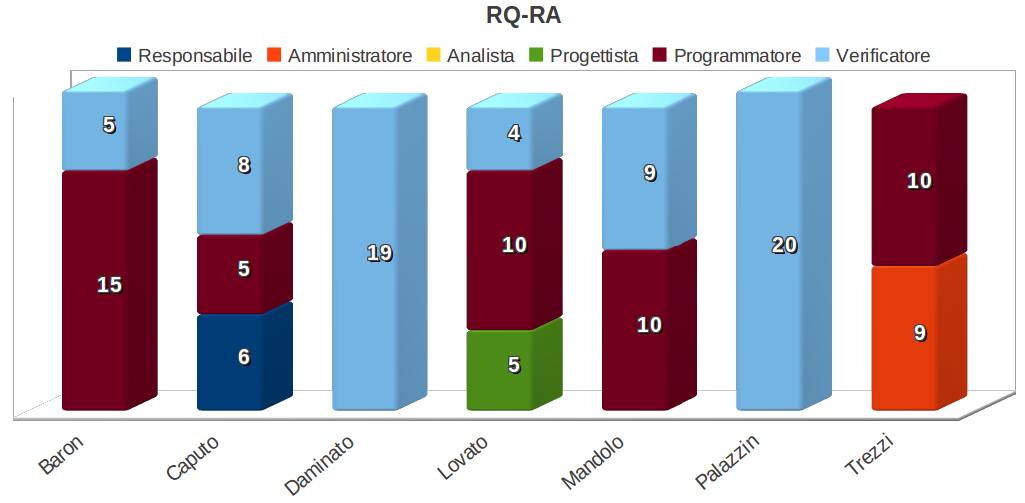 RQ-RA
Responsabile Amministratore Analista Progettista Programmatore Verificatore
5 8 19 4 9 20 10
15 5 10 10 9
6 5
Baron Caputo Daminato Lovato Mandolo Palazzin Trezzi